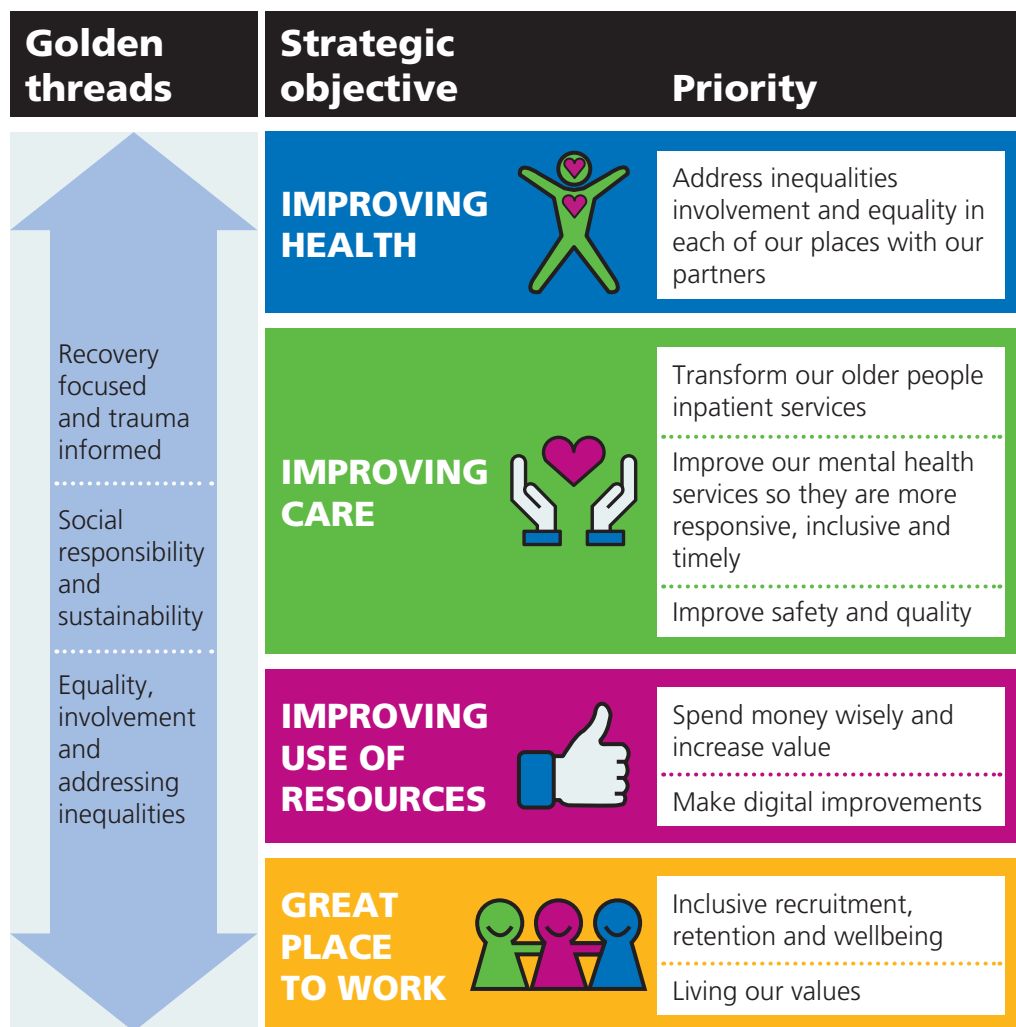 Golden
threads
Strategic
objective
Priority
Recovery
focused
and trauma
informed
Social
responsibility
and
sustainability
Equality,
involvement
and
addressing
inequalities
IMPROVING
HEALTH
Address inequalities
involvement and equality in
each of our places with our
partners
IMPROVING
CARE
Transform our older people
inpatient services
Improve our mental health
services so they are more
responsive, inclusive and
timely
Improve safety and quality
IMPROVING
USE OF
RESOURCES
Spend money wisely and
increase value
Make digital improvements
GREAT
PLACE
TO WORK
Inclusive recruitment,
retention and wellbeing
Living our values